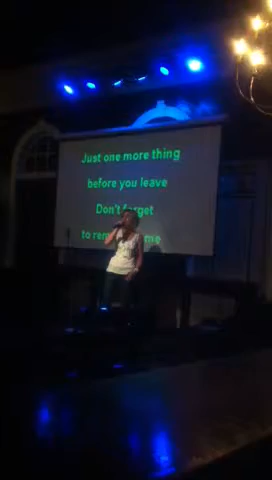 Just one more thing
before you leave
Don't forget
to me